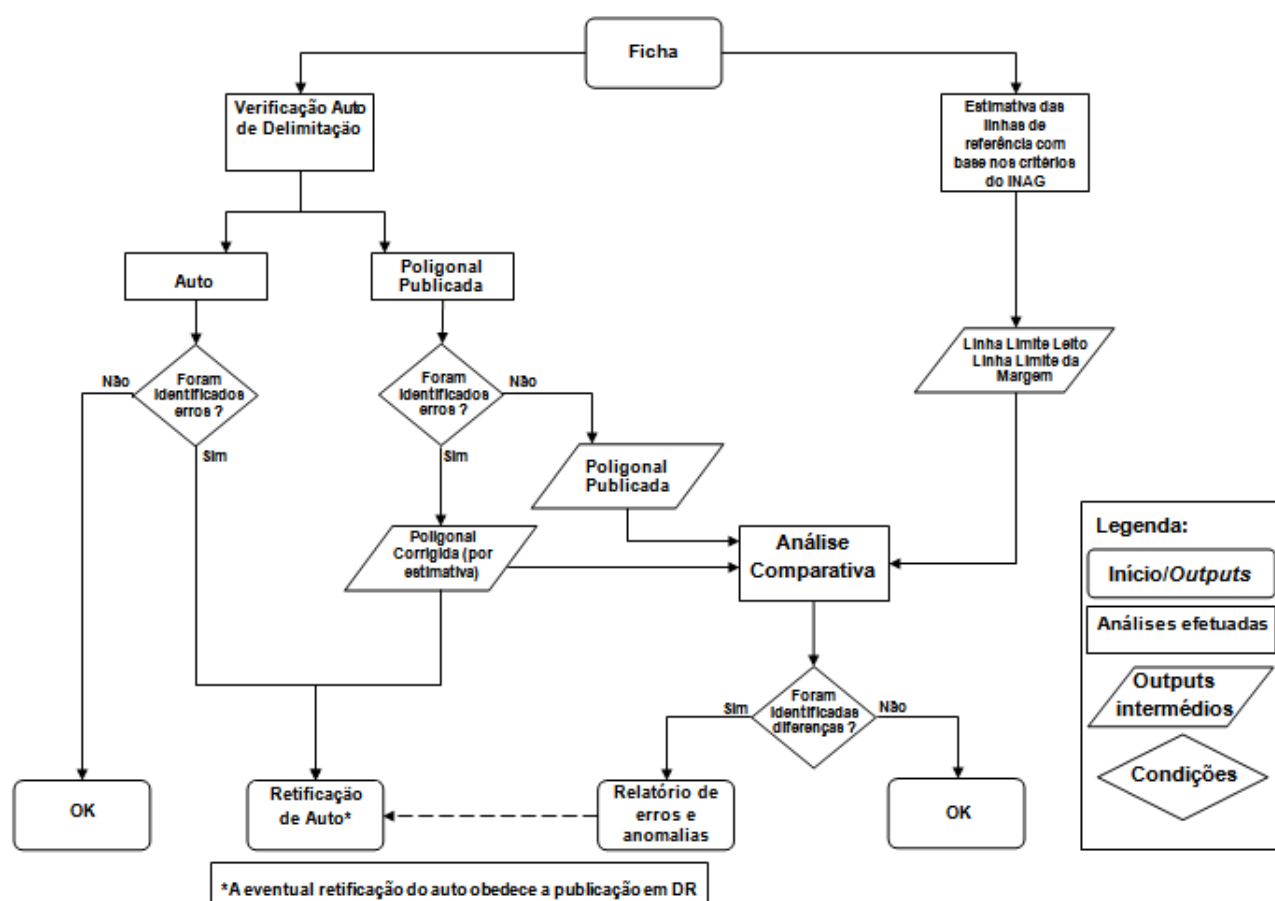 Ficha
Verificação Auto
de Delimitação
Estimativa das
linhas de
referência com
base nos critérios
do INAG
Auto
Poligonal
Publicada
Linha Limite Leito
Linha Limite da
Margem
Não
Foram
Identificados
erros ?
Sim
Foram
Identificados
erros ?
Não
Sim
Poligonal
Publicada
Poligonal
Corrigida (por
estimativa)
Análise
Comparativa
Foram
Identificadas
diferenças ?
Sim
Não
OK
Retificação
de Auto*
Relatório de
erros e
anomalias
OK
*A eventual retificação do auto obedece a publicação em DR
Legenda:
Início/Outputs
Análises efetuadas
Outputs
intermédios
Condições